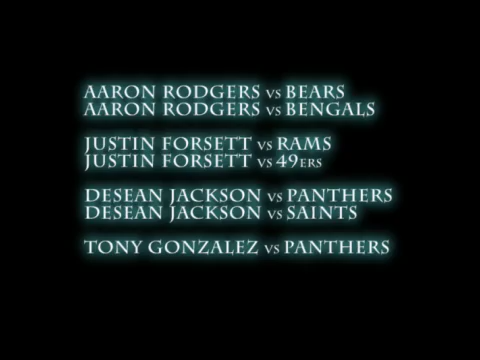 AARON RODGERS VS BEARS
AARON RODGERS VS BENGALS
JUSTIN FORSETT VS RAMS
JUSTIN FORSETT VS 49ERS
DESEAN JACKSON VS PANTHERS
DESEAN JACKSON VS SAINTS
TONY GONZALEZ VS PANTHERS